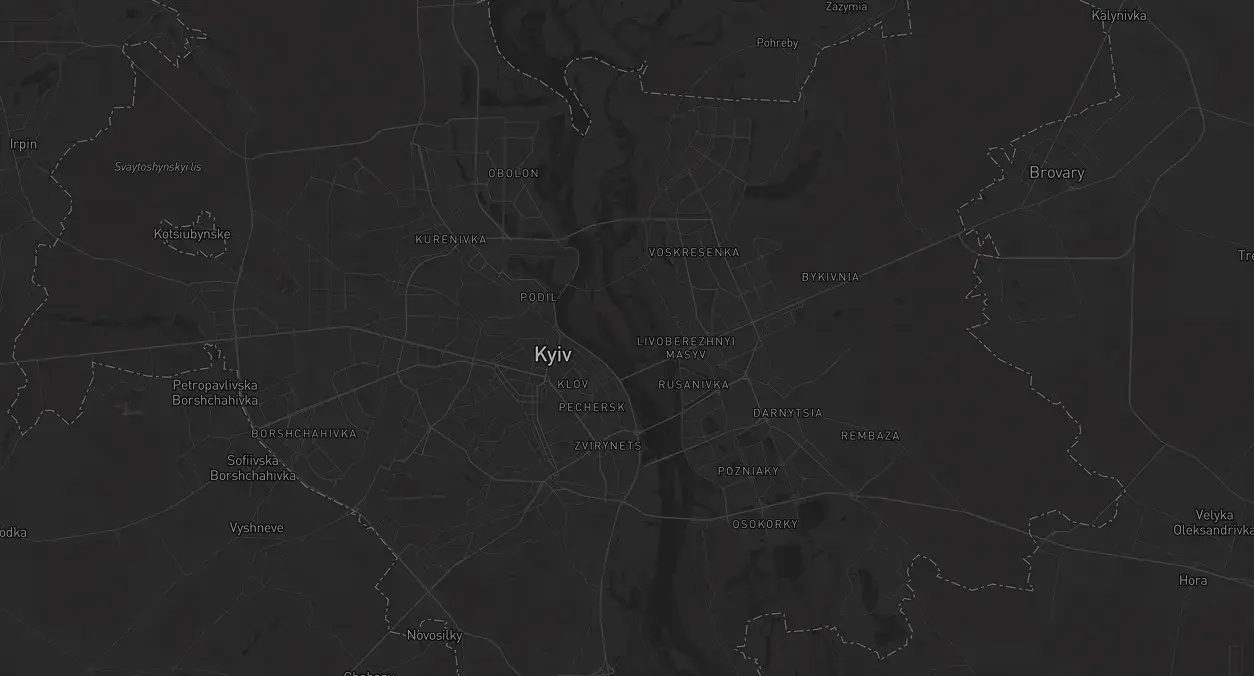 Zazymia
Kalynivka
Pohreby
Irpin
Svaytoshynskyi lis
OBOLON
Brovary
Kotsiubynske
KURENIVKA
VOSKRESENKA
BYKIVNIA
PODIL
LIVOBEREZHNYI
MASYV
Kyiv
KLOV
RUSANIVKA
Petropavlivska
Borshchahivka
PECHERSK
DARNYTSIA
BORSHCHAHIVKA
REMBAZA
ZVIRYNETS
Sofiivska
Borshchahivka
POZNIAKY
Velyka
Oleksandrivka
Vyshneve
OSOKORKY
odka
Hora
Novosilky